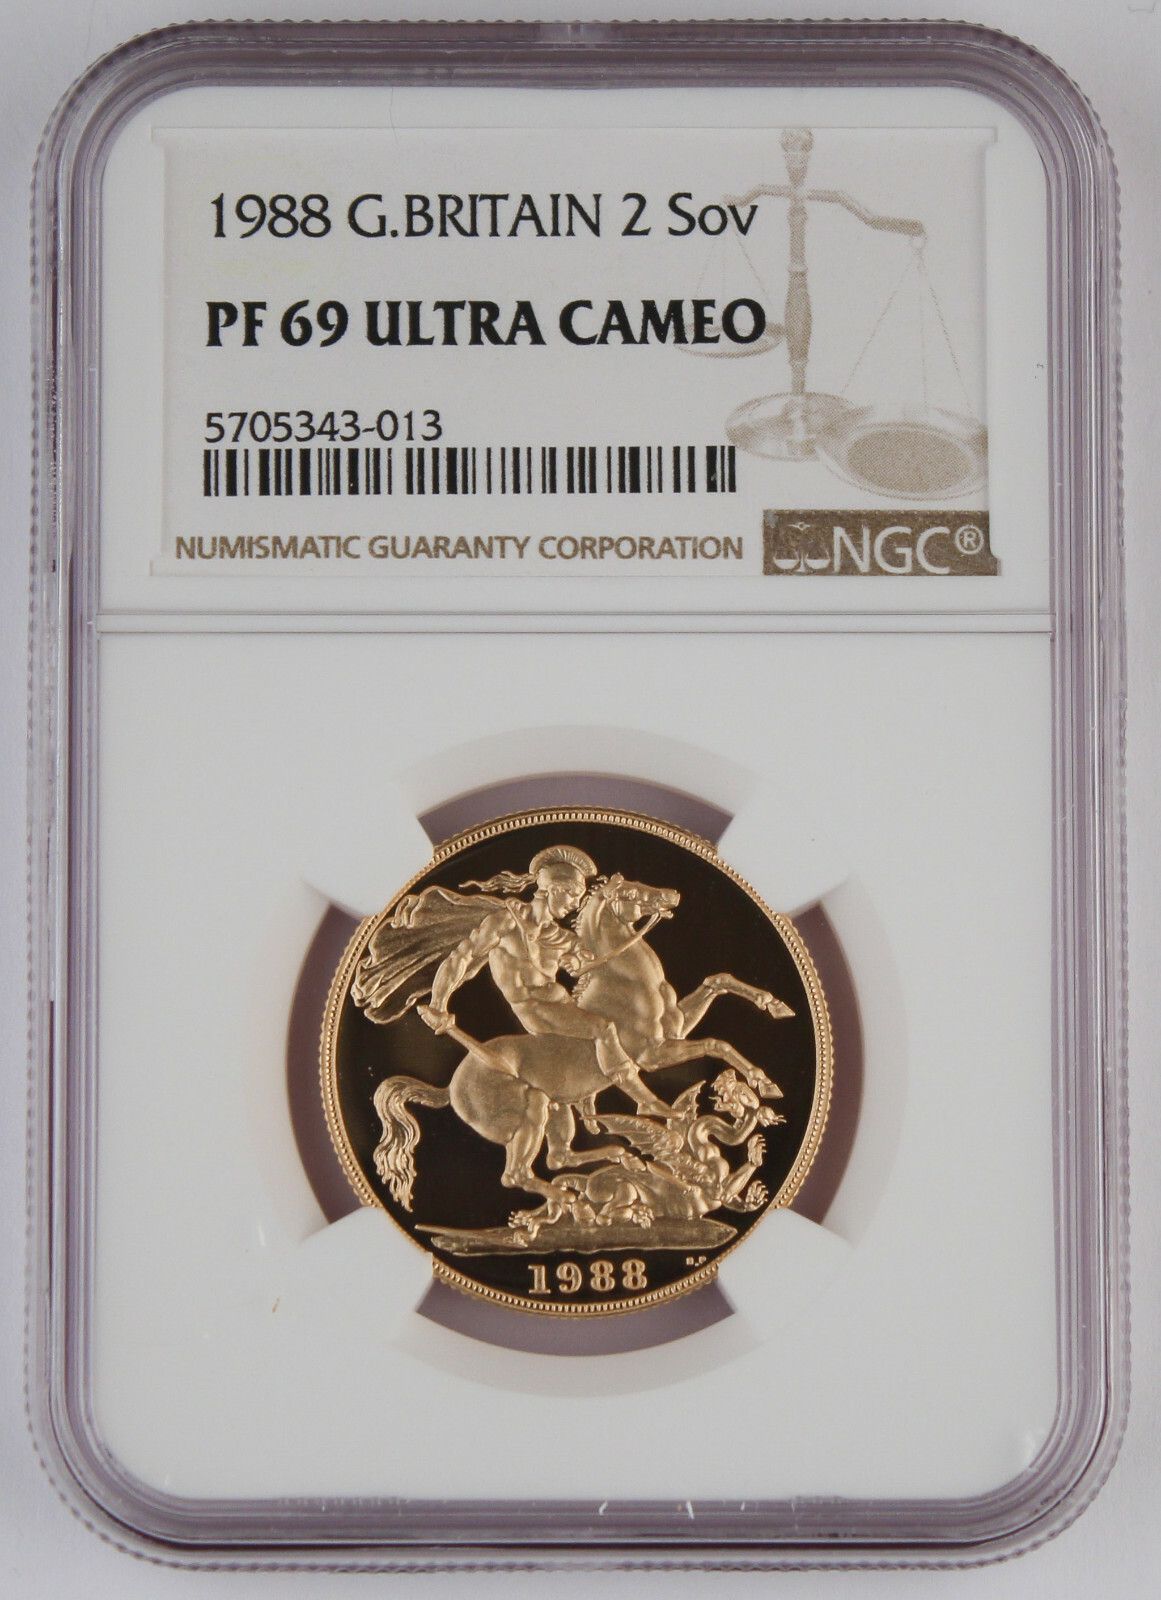 1988 G.BRITAIN 2 Sov
PF 69 ULTRA CAMEO
5705343-013
NUMISMATIC GUARANTY CORPORATION
NGC®
1988
B.P.